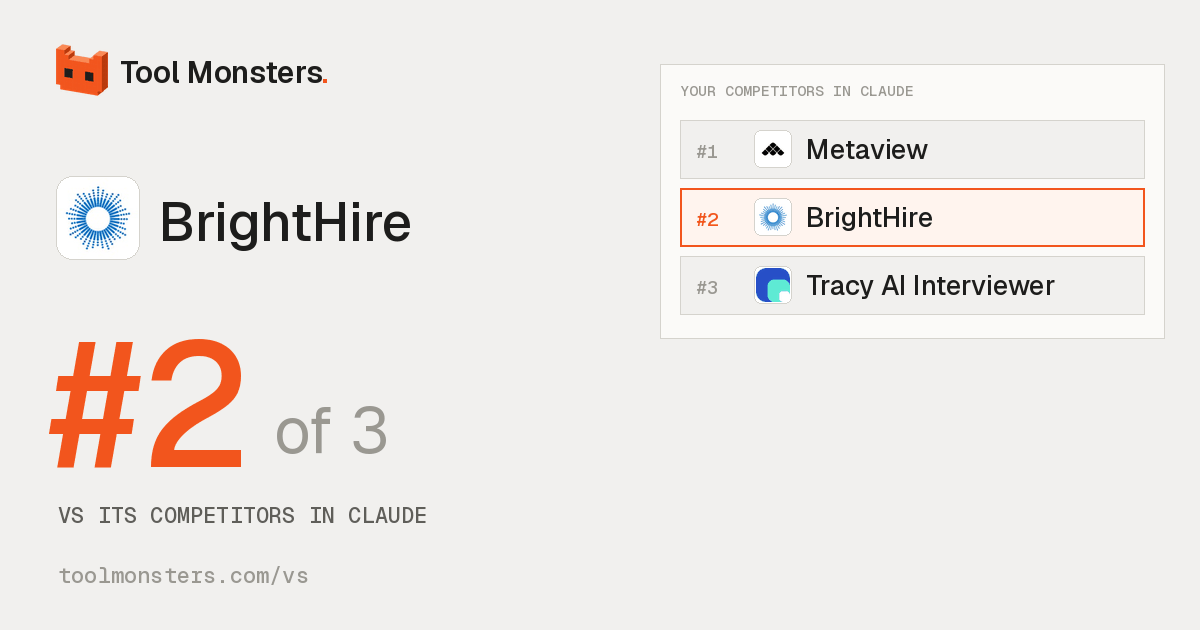 Tool Monsters.
BrightHire
#2 of 3
VS ITS COMPETITORS IN CLAUDE
toolmonsters.com/vs
YOUR COMPETITORS IN CLAUDE
#1 Metaview
#2 BrightHire
#3 Tracy AI Interviewer